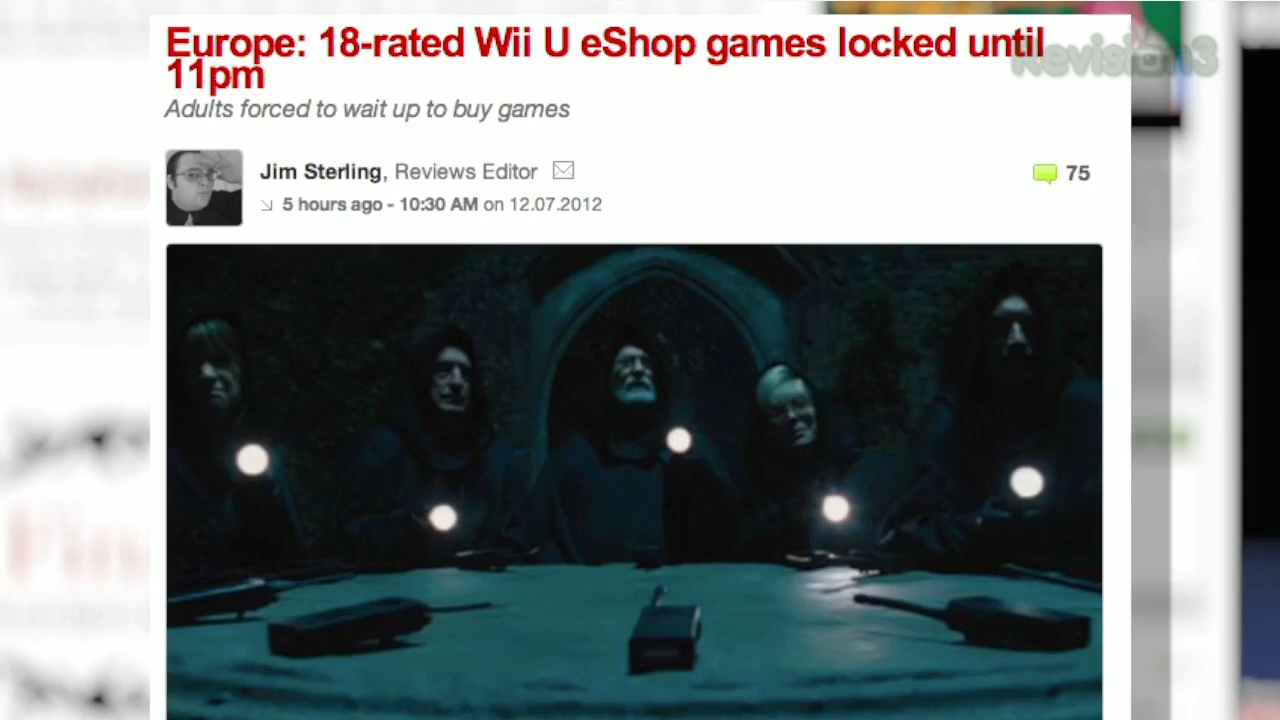 Europe: 18-rated Wii U eShop games locked until
11pm
Revision3
Adults forced to wait up to buy games
Jim Sterling, Reviews Editor
75
5 hours ago - 10:30 AM on 12.07.2012